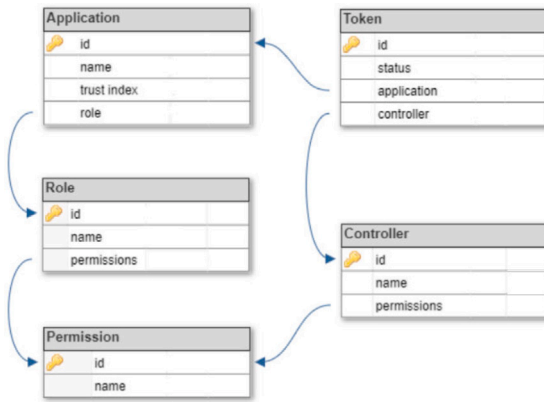 Application
id
name
trust index
role
Token
id
status
application
controller
Role
id
name
permissions
Controller
id
name
permissions
Permission
id
name